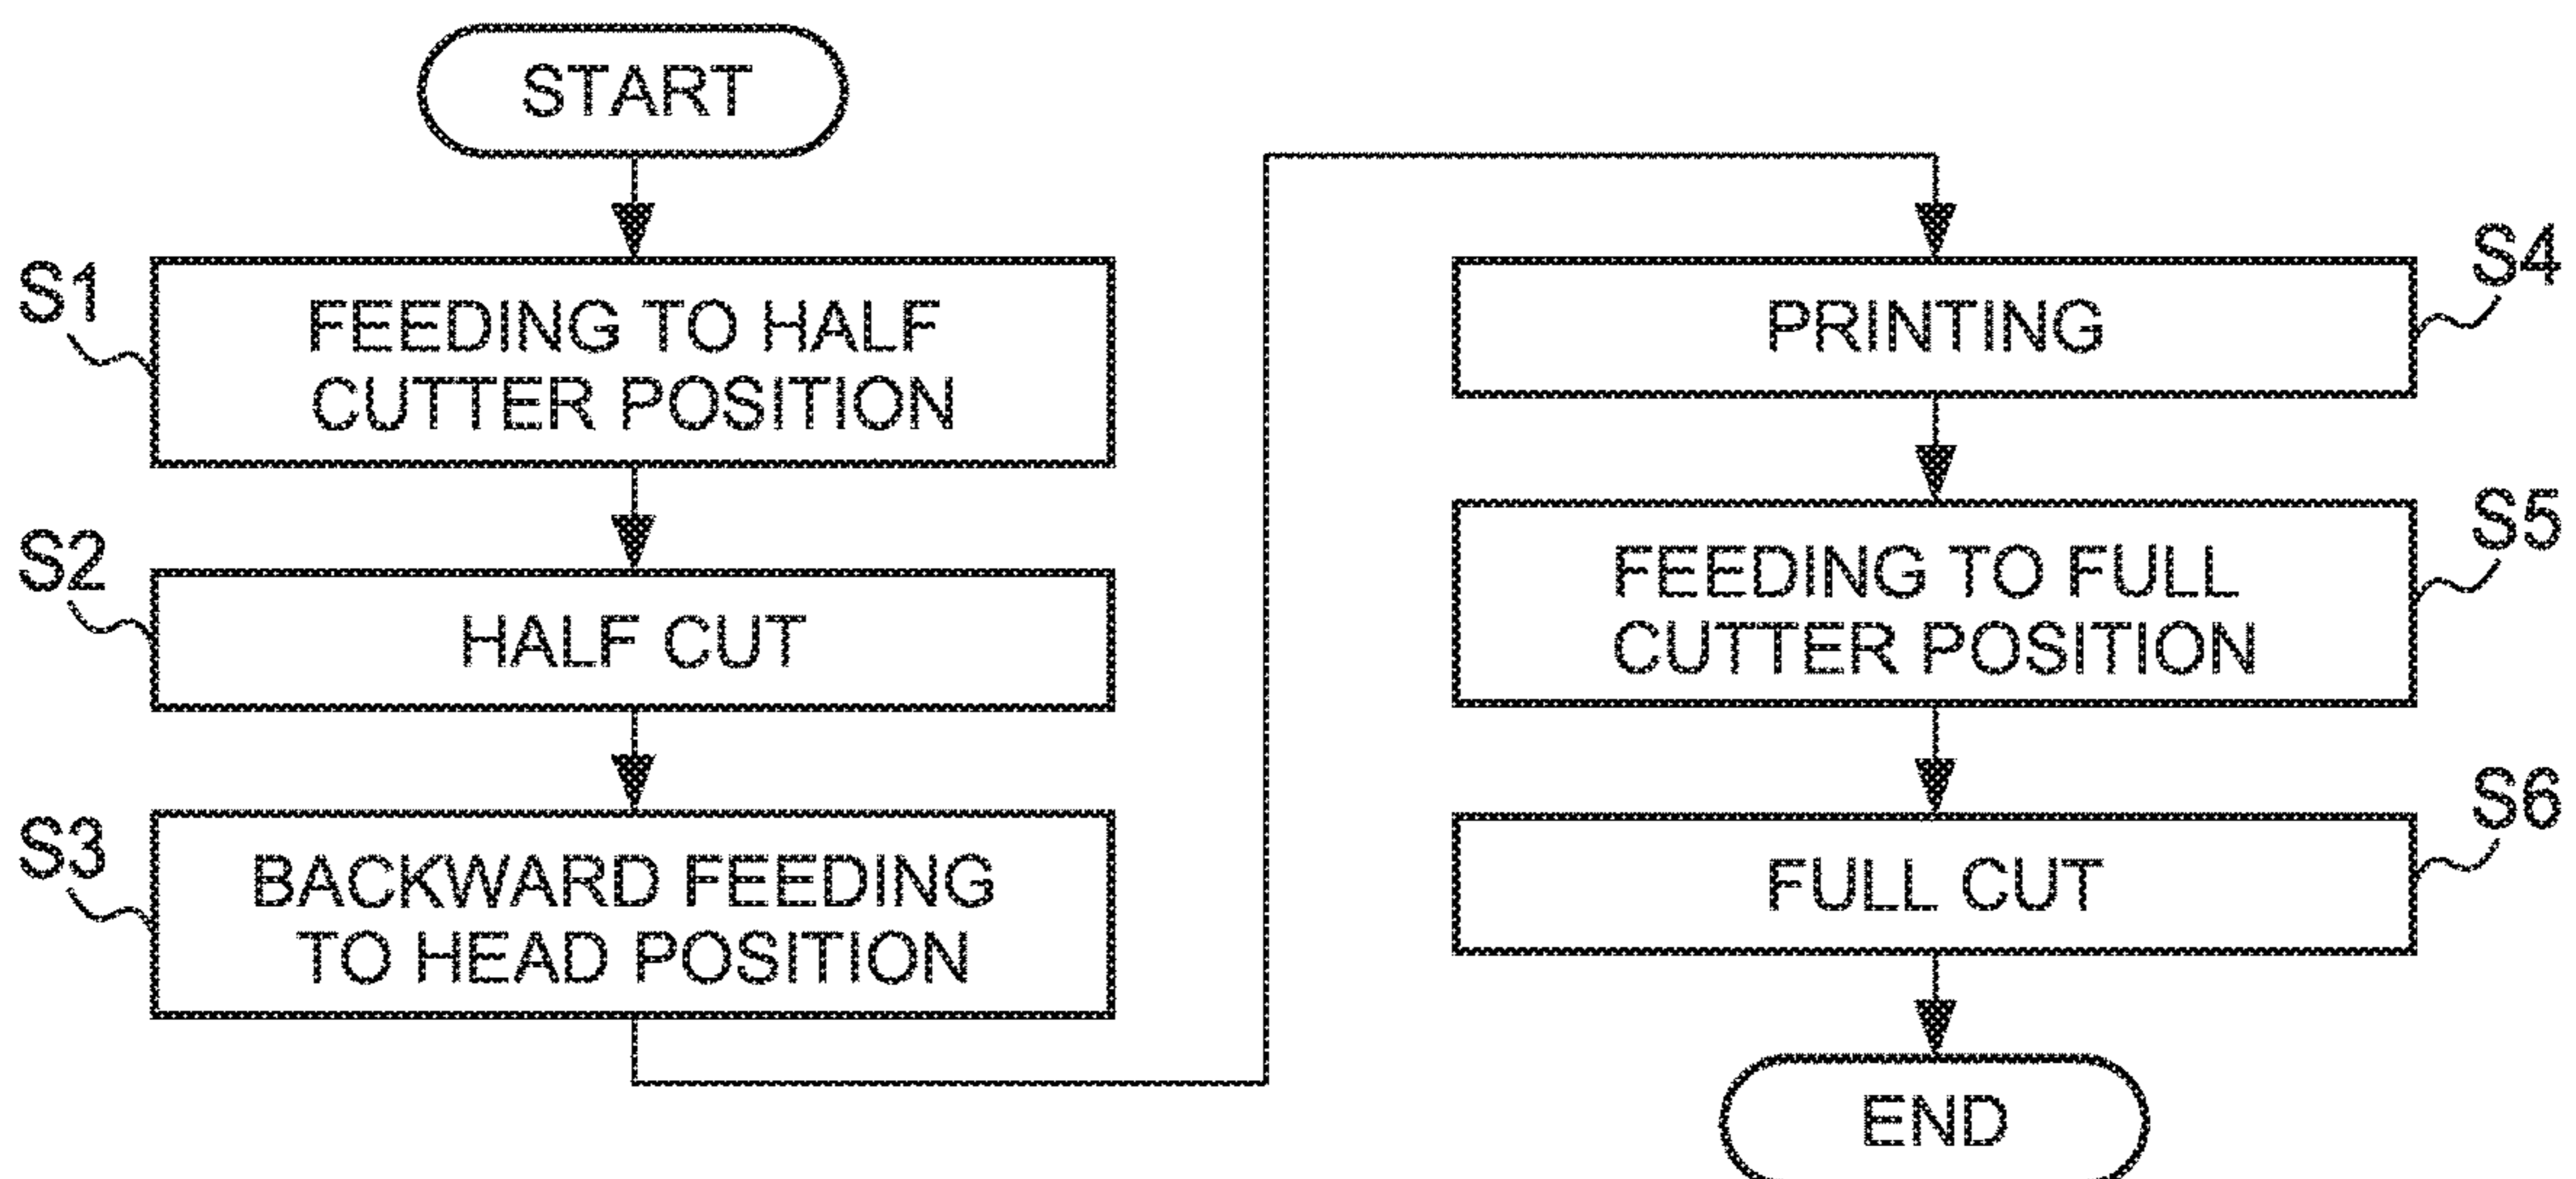 START
S1
FEEDING TO HALF
CUTTER POSITION
S2
HALF CUT
S3
BACKWARD FEEDING
TO HEAD POSITION
S4
PRINTING
S5
FEEDING TO FULL
CUTTER POSITION
S6
FULL CUT
END